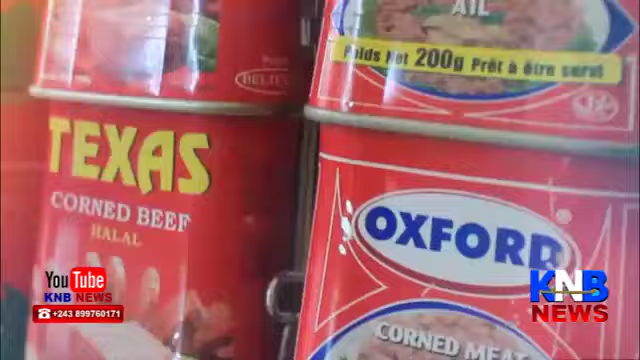 AIL
Poids Net 200g Prêt à être servi
TEXAS
CORNED BEEF
HALAL
OXFORD
®
CORNED MEAT
YouTube
KNB NEWS
+243 899760171
KNB
NEWS